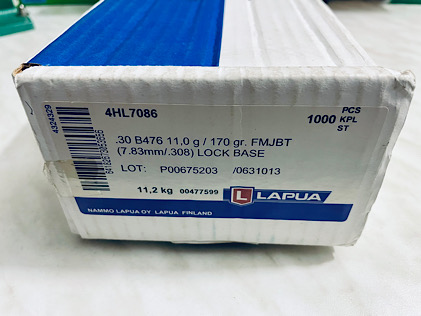 4HL7086
1000
PCS
KPL
ST
4324329
.30 B476 11,0 g / 170 gr. FMJBT
(7.83mm/.308) LOCK BASE
LOT: P00675203 /0631013
11,2 kg 00477599
L LAPUA
NAMMO LAPUA OY LAPUA FINLAND